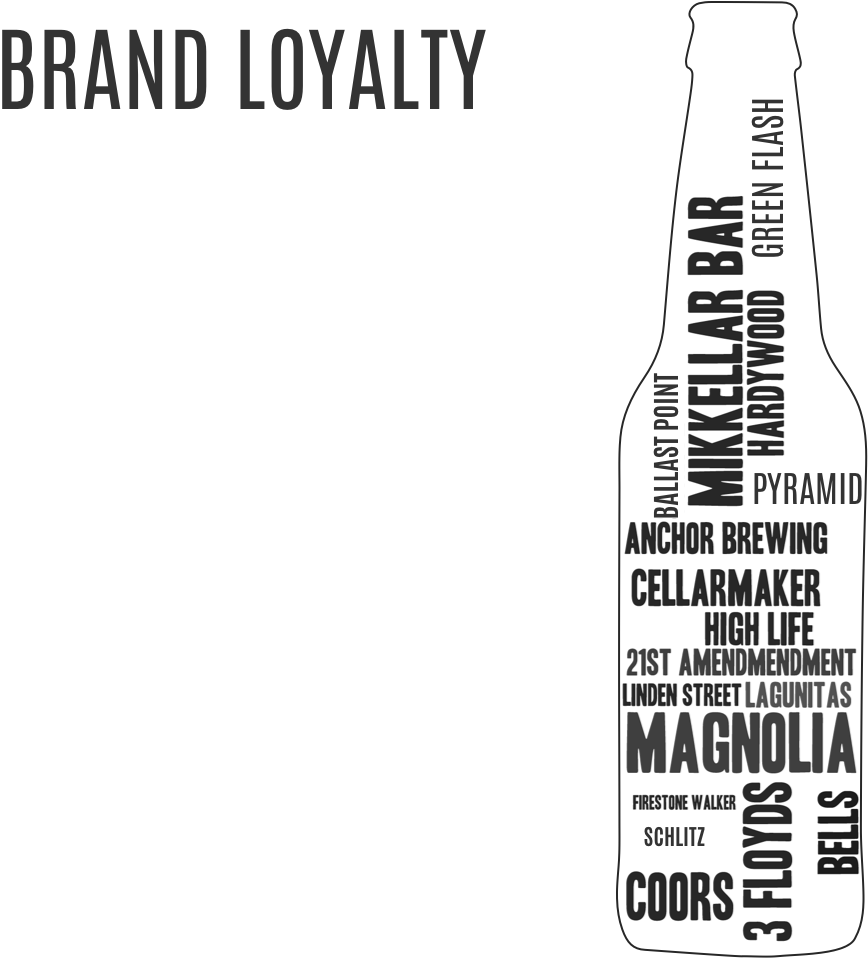 BRAND LOYALTY
GREEN FLASH
MIKKELLAR BAR
HARDYWOOD
BALLAST POINT
PYRAMID
ANCHOR BREWING
CELLARMAKER
HIGH LIFE
21ST AMENDMENDMENT
LINDEN STREET LAGUNITAS
MAGNOLIA
FIRESTONE WALKER
3 FLOYDS
BELLS
SCHLITZ
COORS